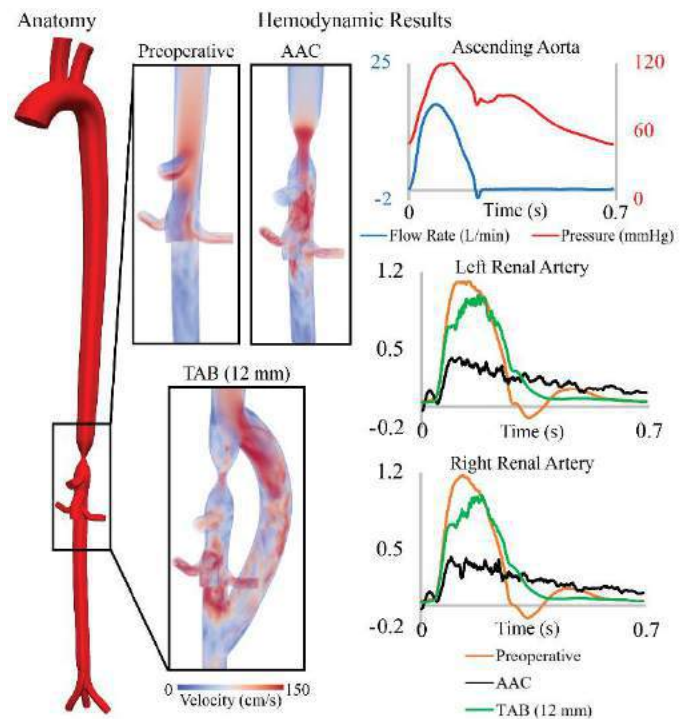 Anatomy
Hemodynamic Results
Preoperative
AAC
TAB (12 mm)
0
150
Velocity (cm/s)
Ascending Aorta
25
120
60
-2
0
0
Time (s)
0.7
Flow Rate (L/min)
Pressure (mmHg)
Left Renal Artery
1.2
0.5
-0.2
0
Time (s)
0.7
Right Renal Artery
1.2
0.5
-0.2
0
Time (s)
0.7
Preoperative
AAC
TAB (12 mm)